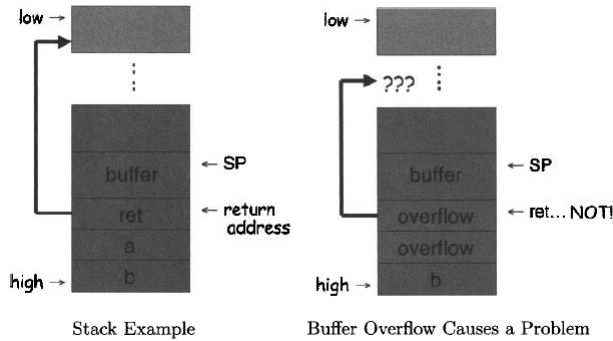 low →
buffer
← SP
ret
← return
address
a
high →
b
Stack Example
low →
???
buffer
← SP
overflow
← ret... NOT!
overflow
high →
b
Buffer Overflow Causes a Problem